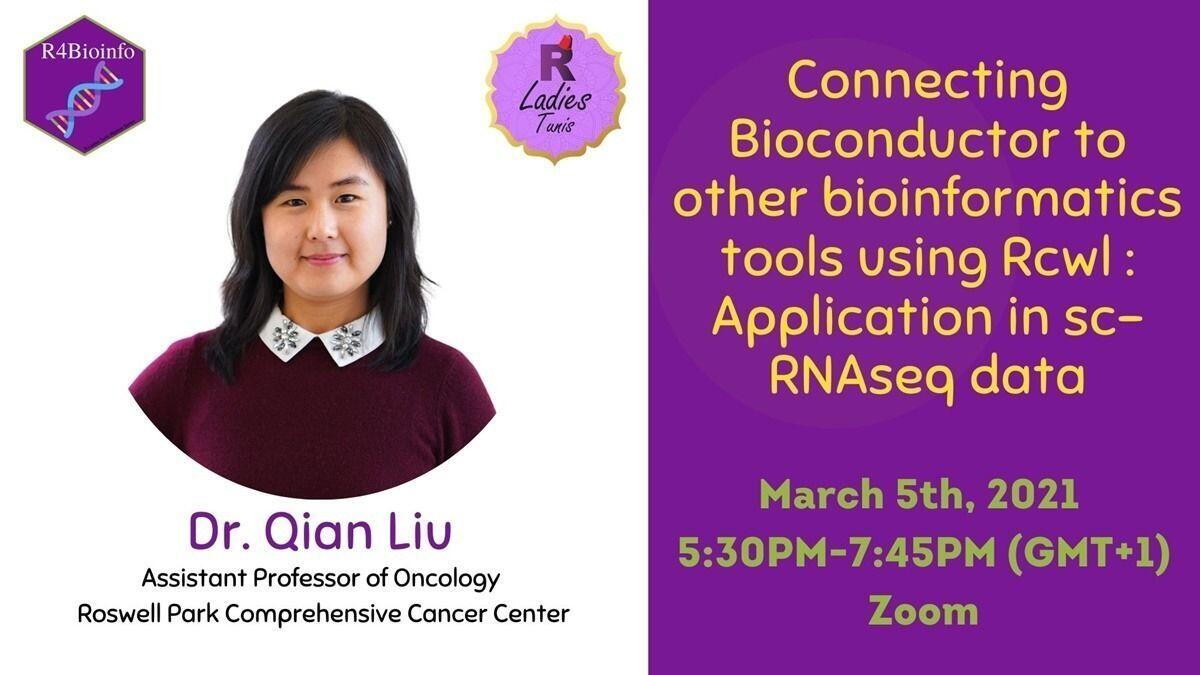 R4Bioinfo
R
Ladies
Tunis
Connecting
Bioconductor to
other bioinformatics
tools using Rcwl :
Application in sc-
RNAseq data
March 5th, 2021
5:30PM-7:45PM (GMT+1)
Zoom
Dr. Qian Liu
Assistant Professor of Oncology
Roswell Park Comprehensive Cancer Center